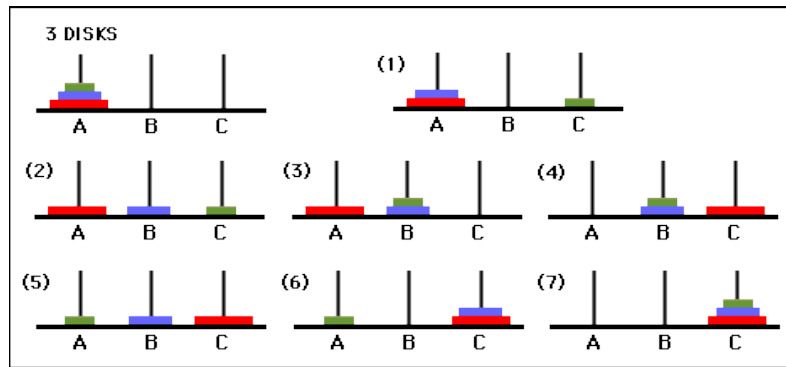 3 DISKS
(1)
A B C
A B C
(2)
(3)
(4)
A B C
A B C
A B C
(5)
(6)
(7)
A B C
A B C
A B C